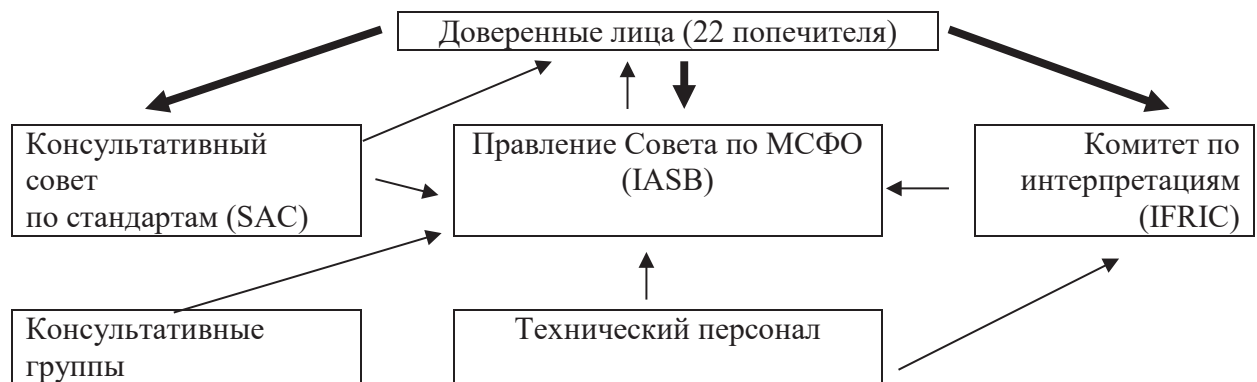 Доверенные лица (22 попечителя)
Консультативный
совет
по стандартам (SAC)
Правление Совета по МСФО
(IASB)
Комитет по
интерпретациям
(IFRIC)
Консультативные
группы
Технический персонал